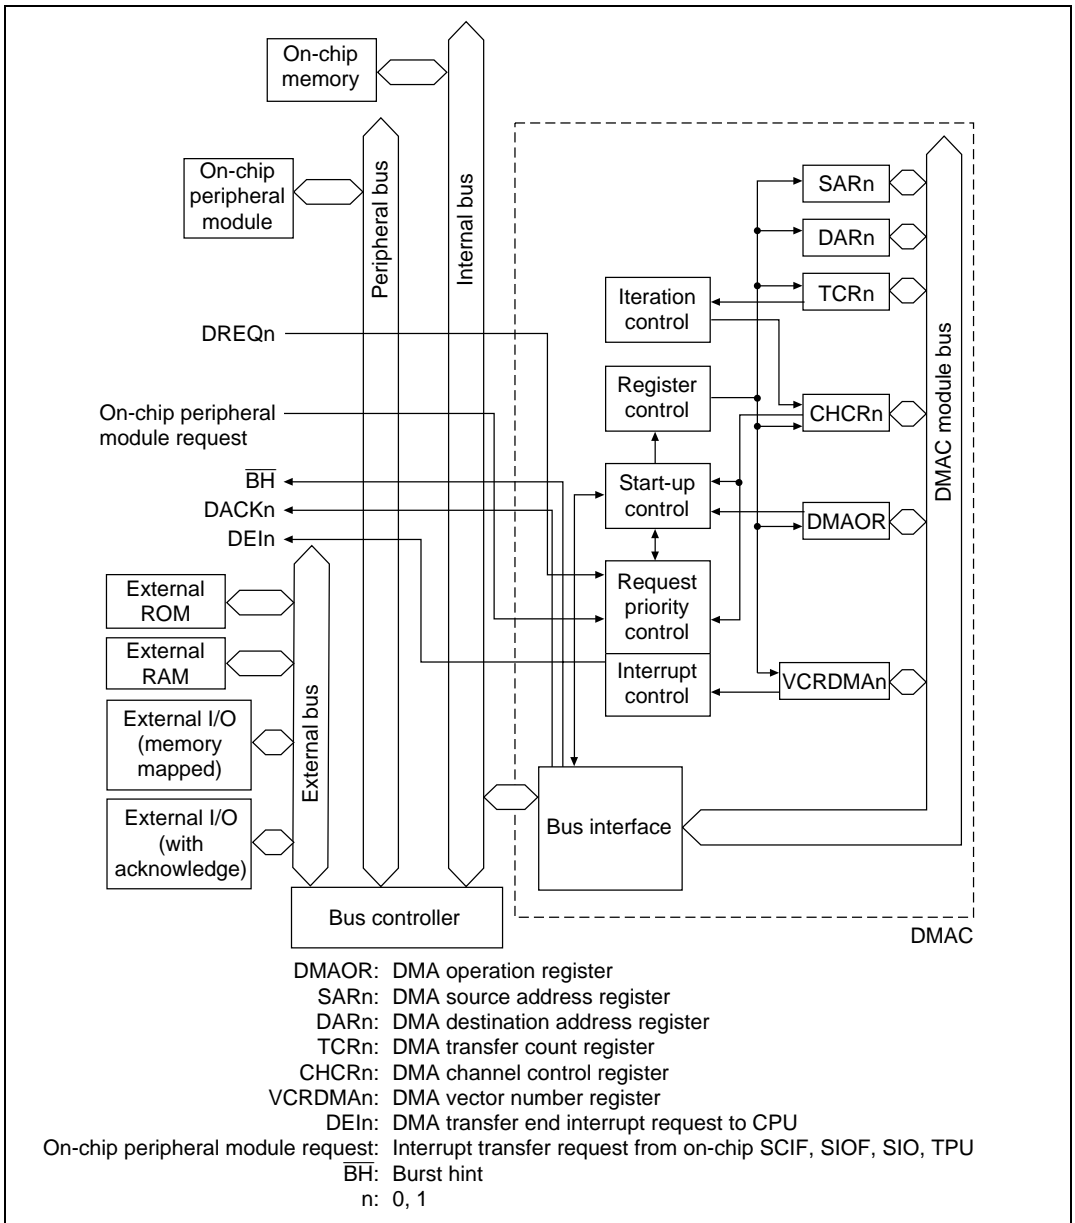 On-chip
memory
On-chip
peripheral
module
Peripheral bus
Internal bus
DREQn
On-chip peripheral
module request
BH
DACKn
DEIn
External
ROM
External
RAM
External I/O
(memory
mapped)
External I/O
(with
acknowledge)
External bus
Bus controller
Iteration
control
Register
control
Start-up
control
Request
priority
control
Interrupt
control
Bus interface
SARn
DARn
TCRn
CHCRn
DMAOR
VCRDMAn
DMAC module bus
DMAC
DMAOR: DMA operation register
SARn: DMA source address register
DARn: DMA destination address register
TCRn: DMA transfer count register
CHCRn: DMA channel control register
VCRDMAn: DMA vector number register
DEIn: DMA transfer end interrupt request to CPU
On-chip peripheral module request: Interrupt transfer request from on-chip SCIF, SIOF, SIO, TPU
BH: Burst hint
n: 0, 1